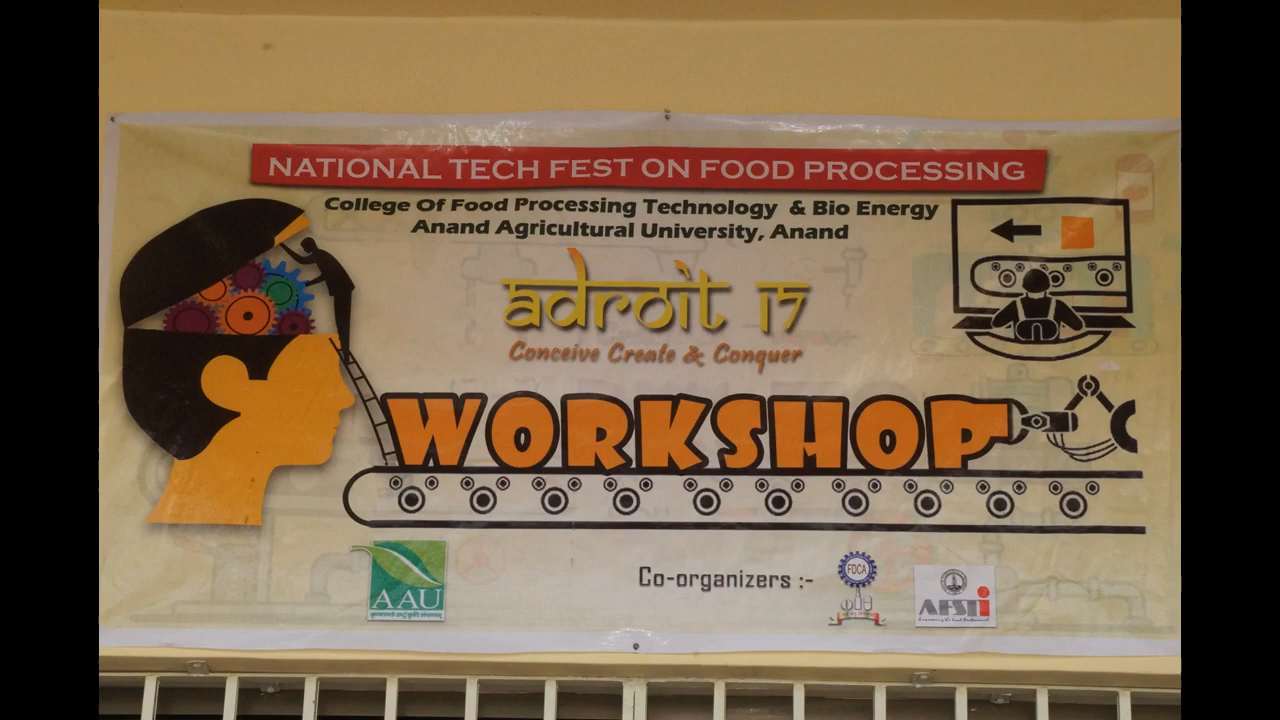 NATIONAL TECH FEST ON FOOD PROCESSING
College Of Food Processing Technology & Bio Energy
Anand Agricultural University, Anand
adroit 17
Conceive Create & Conquer
WORKSHOP
AAU
Co-organizers :-
FDCA
AFSTi